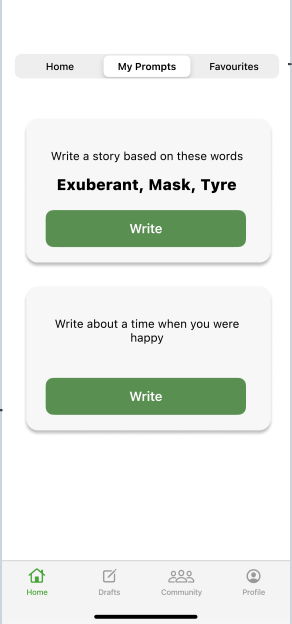 Home My Prompts Favourites
Write a story based on these words
Exuberant, Mask, Tyre
Write
Write about a time when you were
happy
Write
Home Drafts Community Profile